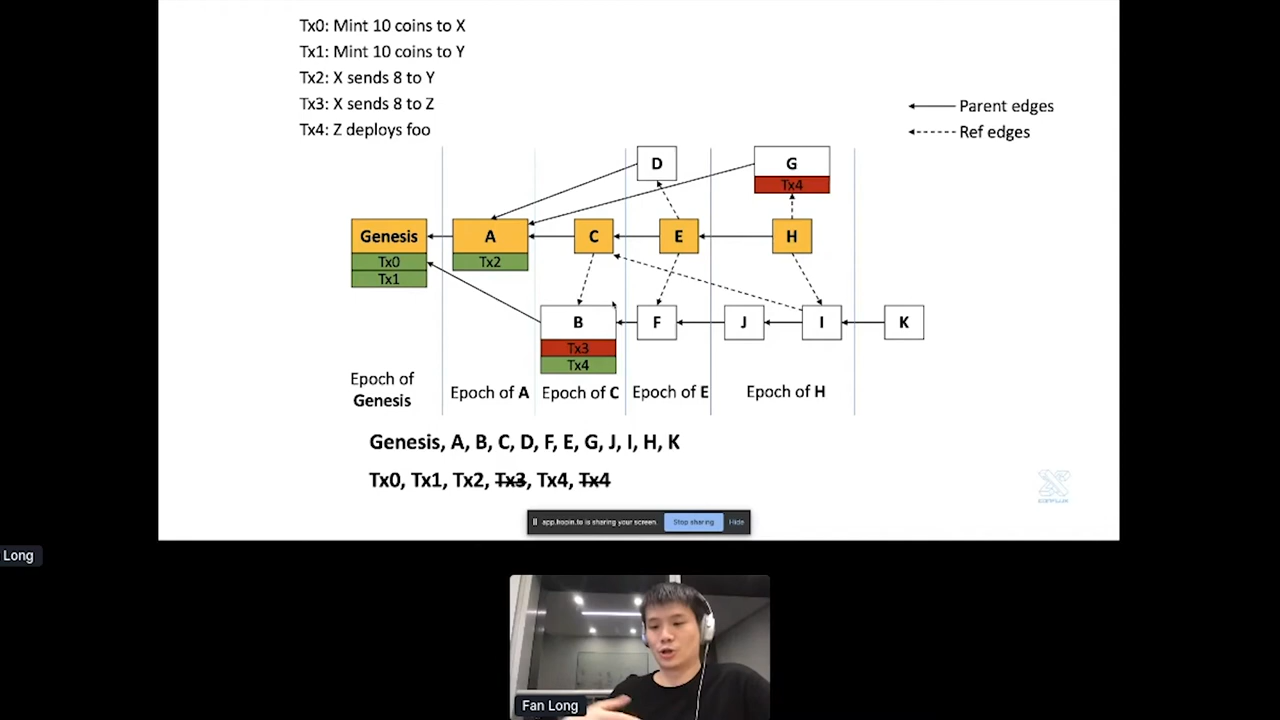 Tx0: Mint 10 coins to X
Tx1: Mint 10 coins to Y
Tx2: X sends 8 to Y
Tx3: X sends 8 to Z
Tx4: Z deploys foo
Parent edges
Ref edges
D
G
Tx4
Genesis
Tx0
Tx1
A
Tx2
C
E
H
B
Tx3
Tx4
F
J
I
K
Epoch of
Genesis
Epoch of A
Epoch of C
Epoch of E
Epoch of H
Genesis, A, B, C, D, F, E, G, J, I, H, K
Tx0, Tx1, Tx2, Tx3, Tx4, Tx4
CONFLUX
app.hopin.to is sharing your screen.
Stop sharing
Hide
Long
Fan Long